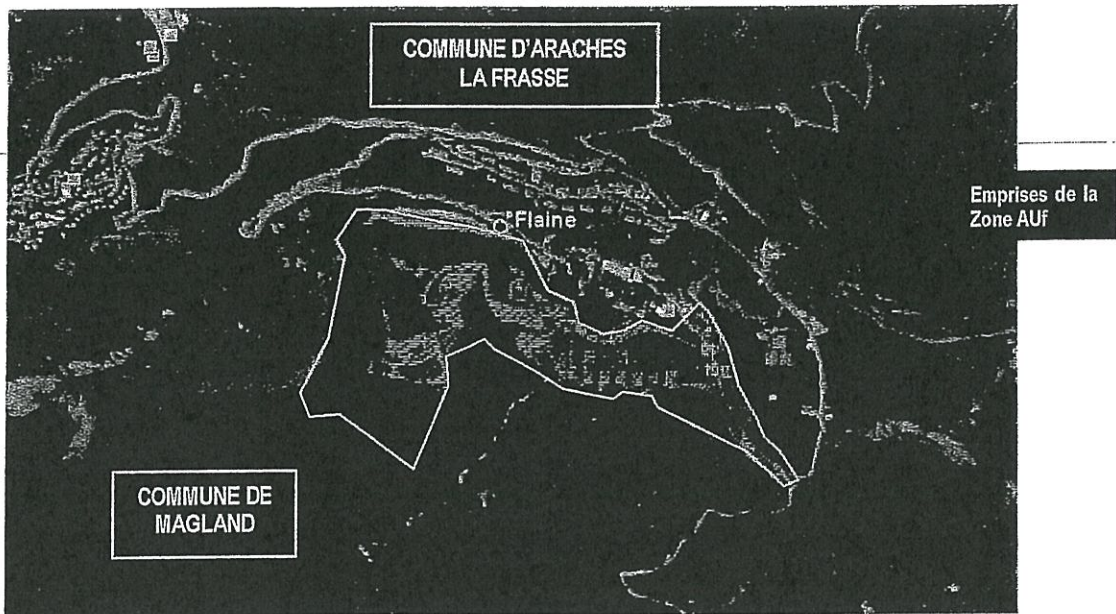 COMMUNE D'ARACHES
LA FRASSE
Flaine
Emprises de la
Zone AUf
COMMUNE DE
MAGLAND